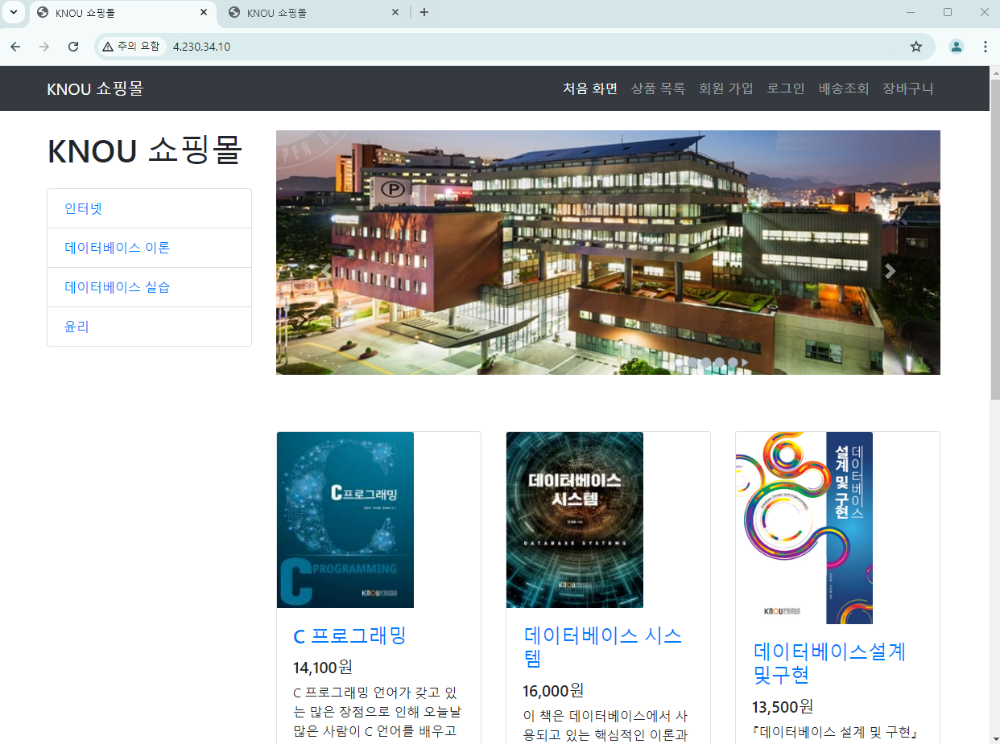 KNOU 쇼핑몰
KNOU 쇼핑몰
주의 요함
4.230.34.10
KNOU 쇼핑몰
처음 화면
상품 목록
회원 가입
로그인
배송조회
장바구니
KNOU 쇼핑몰
인터넷
데이터베이스 이론
데이터베이스 실습
윤리
P
C프로그래밍
C PROGRAMMING
KNOU
C 프로그래밍
14,100원
C 프로그래밍 언어가 갖고 있
는 많은 장점으로 인해 오늘날
많은 사람이 C 언어를 배우고
데이터베이스
시스템
DATABASE SYSTEMS
KNOU
데이터베이스 시스
템
16,000원
이 책은 데이터베이스에서 사
용되고 있는 핵심적인 이론과
데이터베이스
설계 및 구현
Database Design and Implementation
KNOU
데이터베이스설계
및구현
13,500원
『데이터베이스 설계 및 구현』